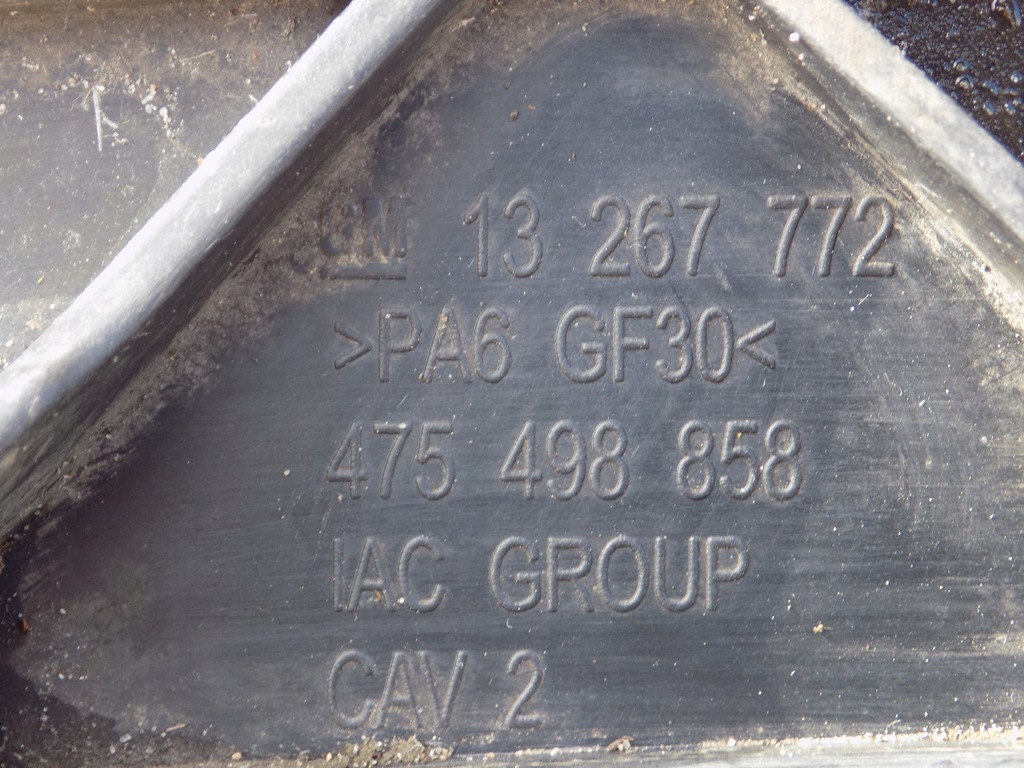 GM 13 267 772
>PA6 GF30<
475 498 858
IAC GROUP
CAV 2